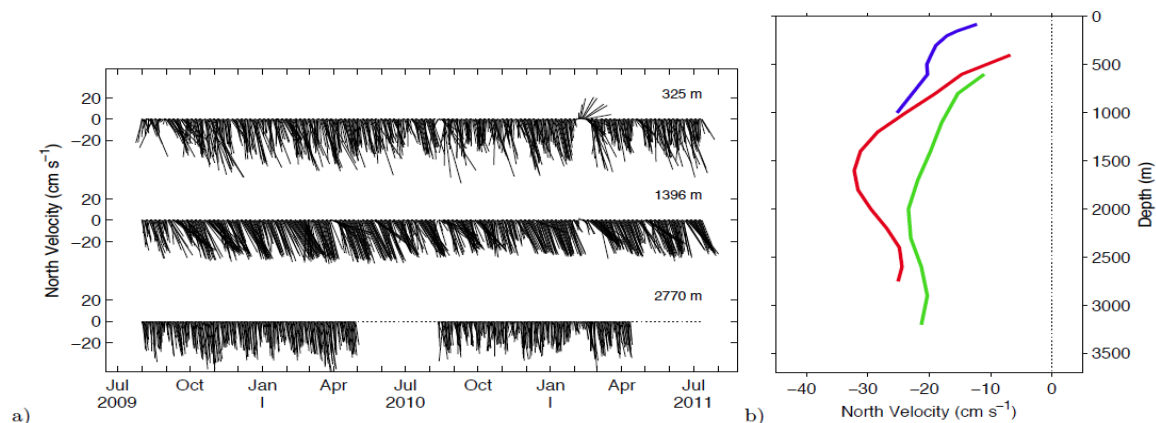 325 m
20
0
−20
1396 m
20
0
−20
2770 m
20
0
−20
North Velocity (cm s⁻¹)
Jul Oct Jan Apr Jul Oct Jan Apr Jul
2009 | 2010 | 2011
a)
0
500
1000
1500
2000
2500
3000
3500
Depth (m)
−40 −30 −20 −10 0
North Velocity (cm s⁻¹)
b)